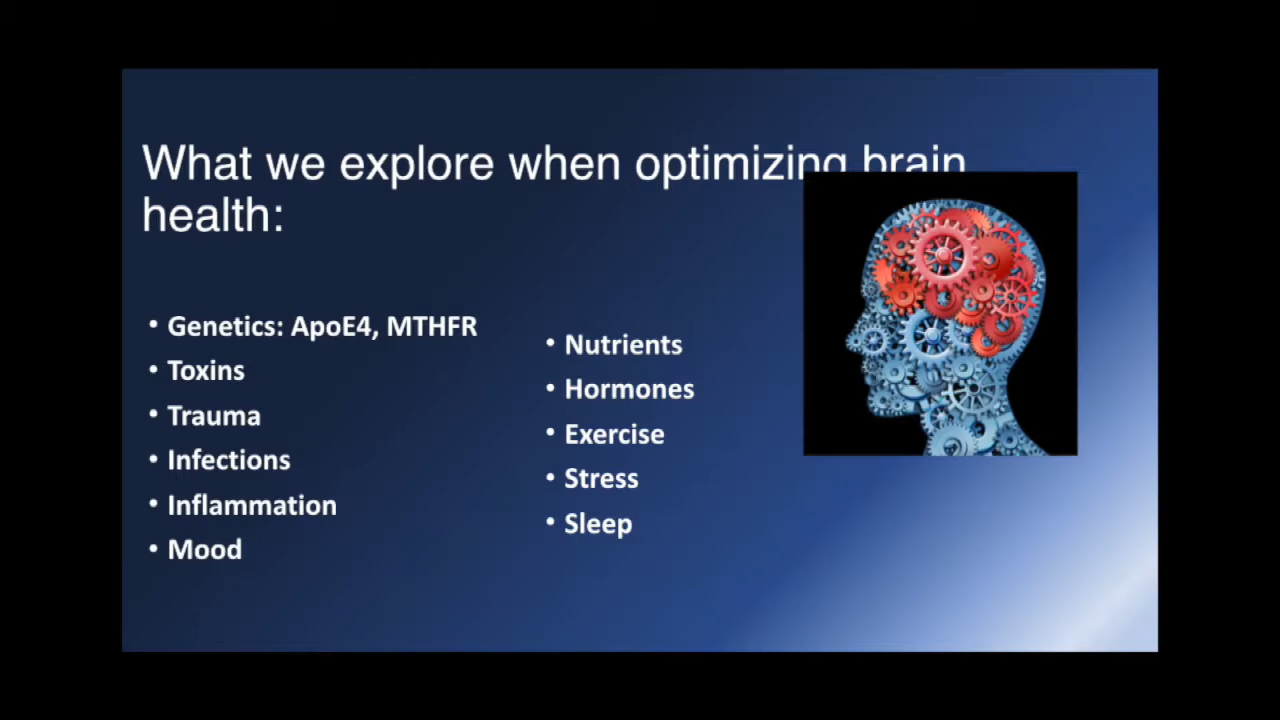 What we explore when optimizing brain
health:
• Genetics: ApoE4, MTHFR
• Toxins
• Trauma
• Infections
• Inflammation
• Mood
• Nutrients
• Hormones
• Exercise
• Stress
• Sleep